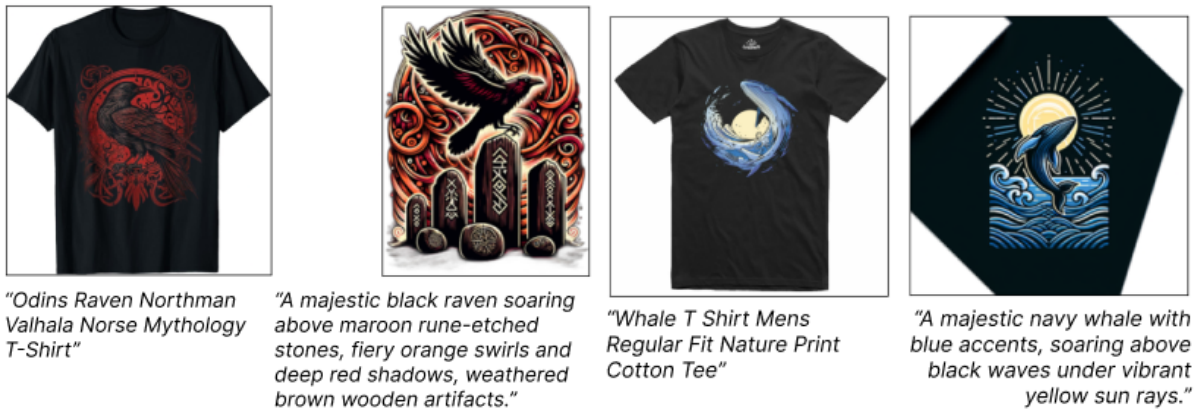 “Odins Raven Northman
Valhala Norse Mythology
T-Shirt”
“A majestic black raven soaring
above maroon rune-etched
stones, fiery orange swirls and
deep red shadows, weathered
brown wooden artifacts.”
“Whale T Shirt Mens
Regular Fit Nature Print
Cotton Tee”
“A majestic navy whale with
blue accents, soaring above
black waves under vibrant
yellow sun rays.”